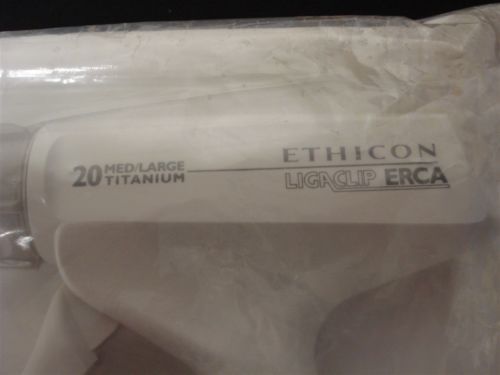 20 MED/LARGE
TITANIUM
ETHICON
LIGACLIP ERCA